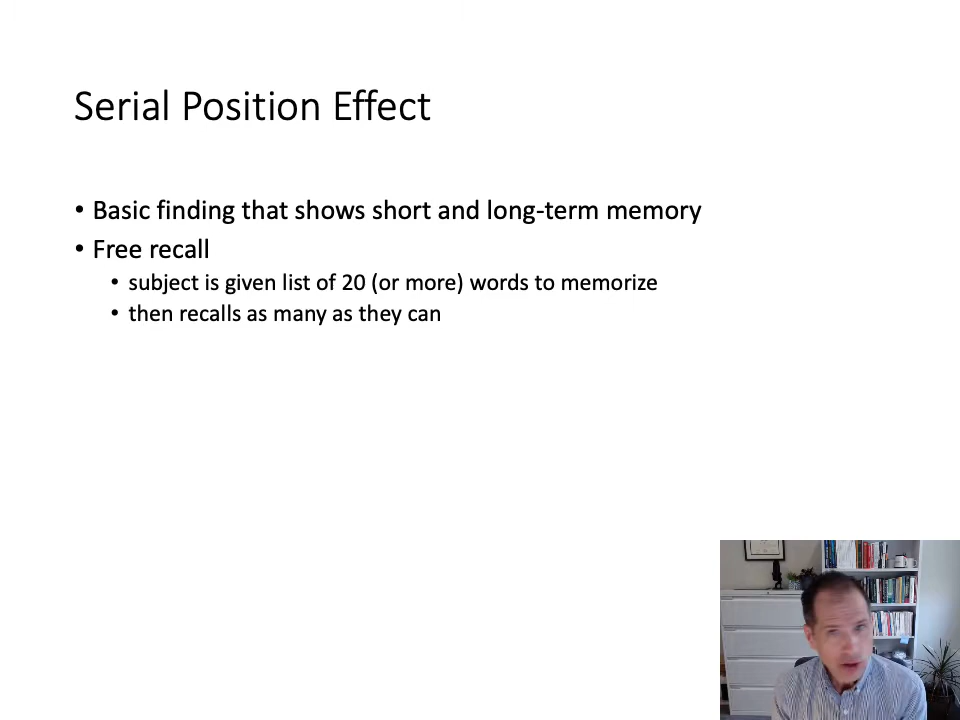 Serial Position Effect
• Basic finding that shows short and long-term memory
• Free recall
• subject is given list of 20 (or more) words to memorize
• then recalls as many as they can